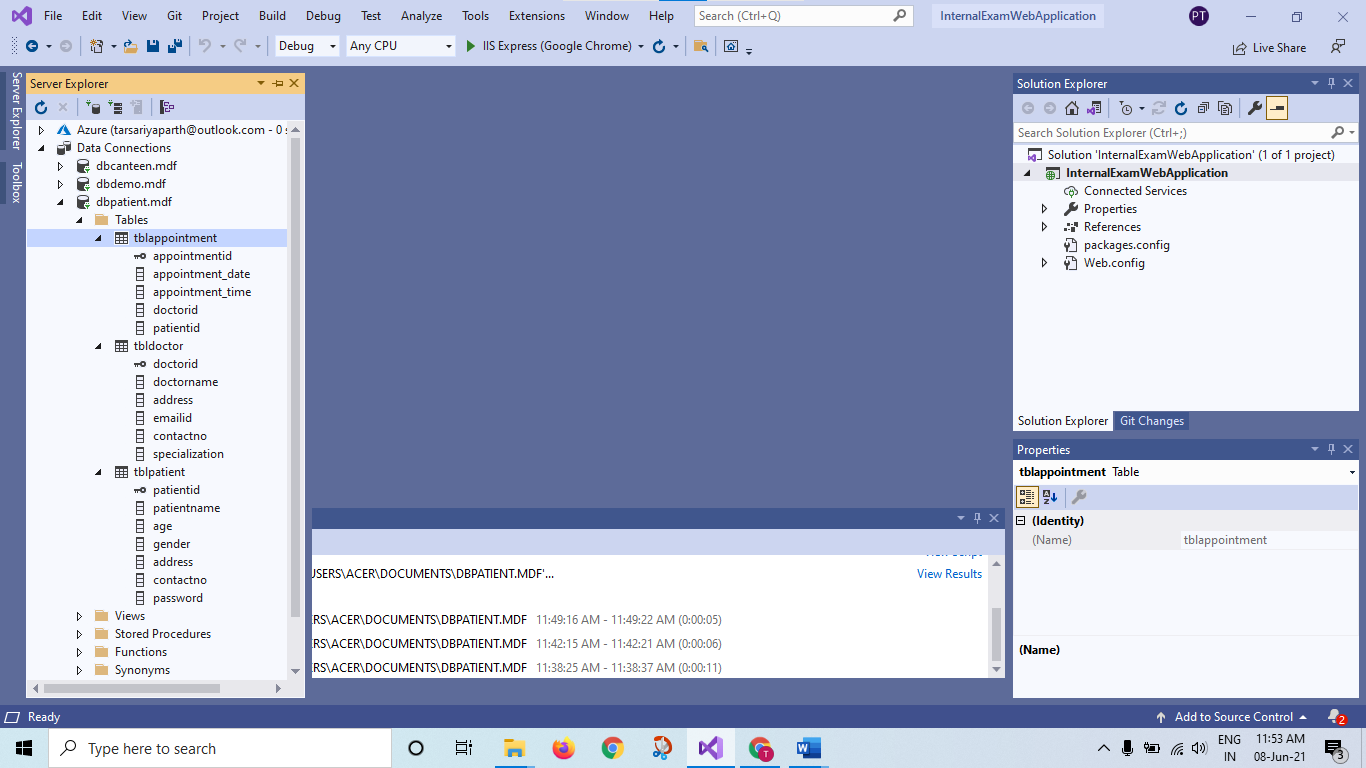 File Edit View Git Project Build Debug Test Analyze Tools Extensions Window Help Search (Ctrl+Q) InternalExamWebApplication PT
Debug Any CPU IIS Express (Google Chrome) Live Share
Server Explorer
Toolbox
Server Explorer
Azure (tarsariyaparth@outlook.com - 0 s
Data Connections
dbcanteen.mdf
dbdemo.mdf
dbpatient.mdf
Tables
tblappointment
appointmentid
appointment_date
appointment_time
doctorid
patientid
tbldoctor
doctorid
doctorname
address
emailid
contactno
specialization
tblpatient
patientid
patientname
age
gender
address
contactno
password
Views
Stored Procedures
Functions
Synonyms
View Script
USERS\ACER\DOCUMENTS\DBPATIENT.MDF'... View Results
ERS\ACER\DOCUMENTS\DBPATIENT.MDF 11:49:16 AM - 11:49:22 AM (0:00:05)
ERS\ACER\DOCUMENTS\DBPATIENT.MDF 11:42:15 AM - 11:42:21 AM (0:00:06)
ERS\ACER\DOCUMENTS\DBPATIENT.MDF 11:38:25 AM - 11:38:37 AM (0:00:11)
Solution Explorer
Search Solution Explorer (Ctrl+;)
Solution 'InternalExamWebApplication' (1 of 1 project)
InternalExamWebApplication
Connected Services
Properties
References
packages.config
Web.config
Solution Explorer Git Changes
Properties
tblappointment Table
(Identity)
(Name) tblappointment
(Name)
Ready Add to Source Control 2
Type here to search T ENG 11:53 AM
IN 08-Jun-21 3